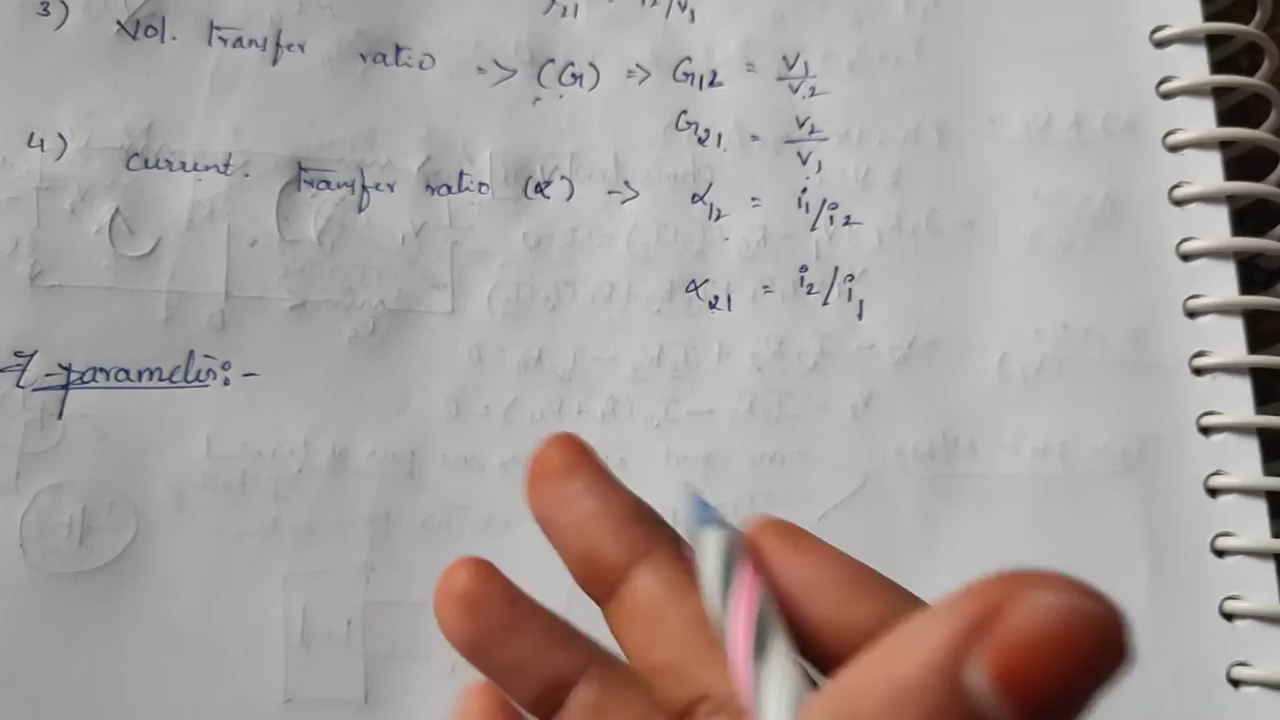 3) Vol. Transfer ratio => (G) => G12 = V1/V2
G21 = V2/V1
4) Current. Transfer ratio (α) -> α12 = i1/i2
α21 = i2/i1
Z-parameter:-